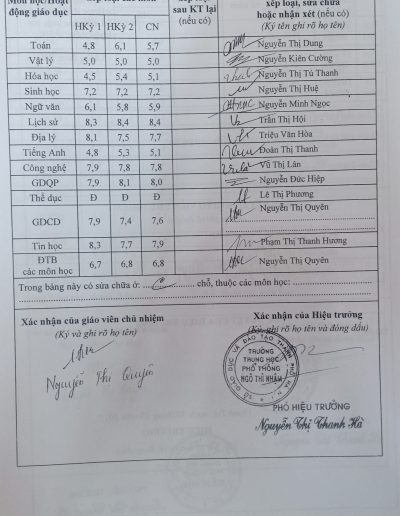 Môn học/Hoạt
động giáo dục
HKỳ 1 HKỳ 2 CN
sau KT lại
(nếu có)
xếp loại, sửa chữa
hoặc nhận xét (nếu có)
(Ký tên ghi rõ họ tên)
Toán 4,8 6,1 5,7 Nguyễn Thị Dung
Vật lý 5,0 5,0 5,0 Nguyễn Kiên Cường
Hóa học 4,5 5,4 5,1 Nguyễn Thị Tú Thanh
Sinh học 7,2 7,2 7,2 Nguyễn Thị Huệ
Ngữ văn 6,1 5,8 5,9 Nguyễn Minh Ngọc
Lịch sử 8,3 8,4 8,4 Trần Thị Hội
Địa lý 8,1 7,5 7,7 Triệu Văn Hòa
Tiếng Anh 4,8 5,3 5,1 Đoàn Thị Thanh
Công nghệ 7,9 7,8 7,8 Vũ Thị Lán
GDQP 7,9 8,1 8,0 Nguyễn Đức Hiệp
Thể dục Đ Đ Đ Lê Thị Phương
GDCD 7,9 7,4 7,6 Nguyễn Thị Quyên
Tin học 8,3 7,7 7,9 Phạm Thị Thanh Hương
ĐTB
các môn học 6,7 6,8 6,8 Nguyễn Thị Quyên
Trong bảng này có sửa chữa ở: chỗ, thuộc các môn học:
Xác nhận của giáo viên chủ nhiệm
(Ký và ghi rõ họ tên)
Nguyễn Thị Quyên
Xác nhận của Hiệu trưởng
(Ký, ghi rõ họ tên và đóng dấu)
SỞ GIÁO DỤC VÀ ĐÀO TẠO THÀNH PHỐ HÀ NỘI
TRƯỜNG
TRUNG HỌC
PHỔ THÔNG
NGÔ THÌ NHẬM
PHÓ HIỆU TRƯỞNG
Nguyễn Thị Thanh Hà